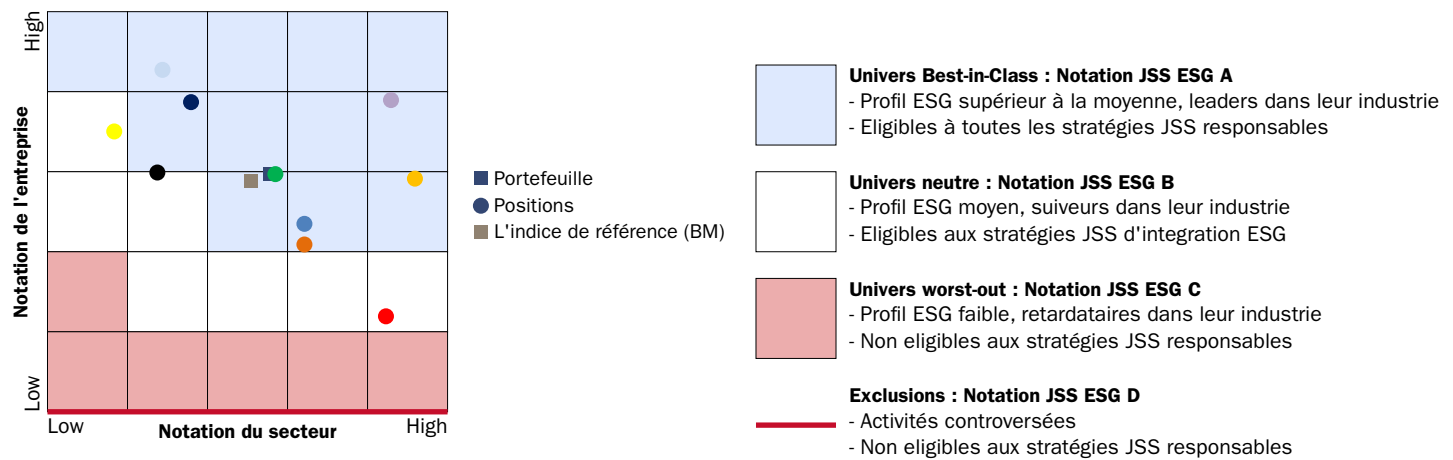 High
Notation de l'entreprise
Low
Low
Notation du secteur
High
Portefeuille
Positions
L'indice de référence (BM)
Univers Best-in-Class : Notation JSS ESG A
- Profil ESG supérieur à la moyenne, leaders dans leur industrie
- Eligibles à toutes les stratégies JSS responsables
Univers neutre : Notation JSS ESG B
- Profil ESG moyen, suiveurs dans leur industrie
- Eligibles aux stratégies JSS d'integration ESG
Univers worst-out : Notation JSS ESG C
- Profil ESG faible, retardataires dans leur industrie
- Non eligibles aux stratégies JSS responsables
Exclusions : Notation JSS ESG D
- Activités controversées
- Non eligibles aux stratégies JSS responsables